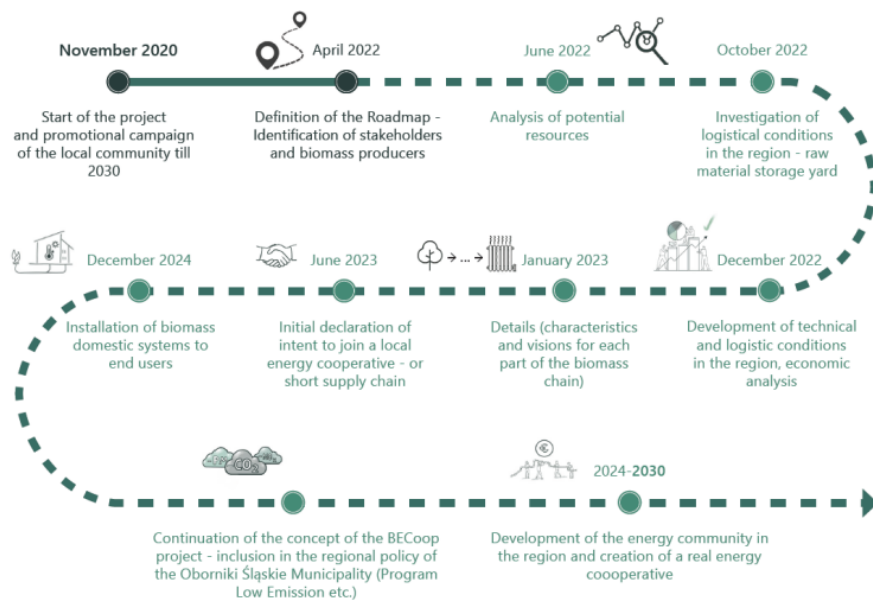 November 2020
Start of the project
and promotional campaign
of the local community till
2030
April 2022
Definition of the Roadmap -
Identification of stakeholders
and biomass producers
June 2022
Analysis of potential
resources
October 2022
Investigation of
logistical conditions
in the region - raw
material storage yard
December 2022
Development of technical
and logistic conditions
in the region, economic
analysis
January 2023
Details (characteristics
and visions for each
part of the biomass
chain)
June 2023
Initial declaration of
intent to join a local
energy cooperative - or
short supply chain
December 2024
Installation of biomass
domestic systems to
end users
CO₂
Continuation of the concept of the BECoop
project - inclusion in the regional policy of
the Oborniki Śląskie Municipality (Program
Low Emission etc.)
€
2024-2030
Development of the energy community in
the region and creation of a real energy
coooperative